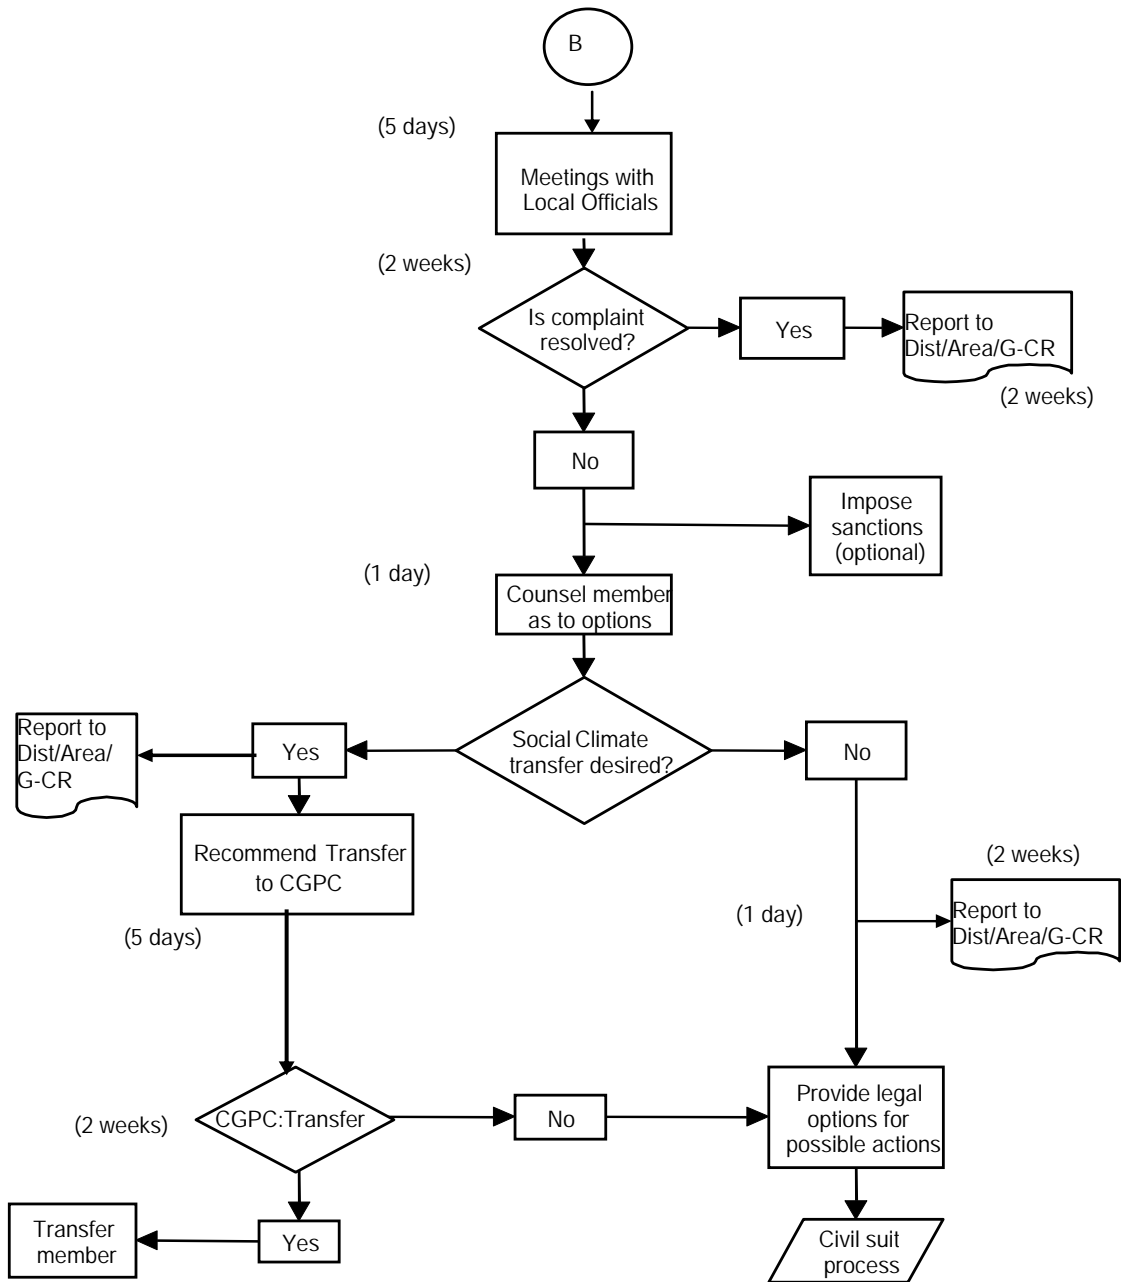 B
(5 days)
Meetings with
Local Officials
(2 weeks)
Is complaint
resolved?
Yes
Report to
Dist/Area/G-CR
(2 weeks)
No
Impose
sanctions
(optional)
(1 day)
Counsel member
as to options
Social Climate
transfer desired?
Report to
Dist/Area/
G-CR
Yes
No
Recommend Transfer
to CGPC
(2 weeks)
Report to
Dist/Area/G-CR
(1 day)
(5 days)
CGPC:Transfer
(2 weeks)
No
Provide legal
options for
possible actions
Transfer
member
Yes
Civil suit
process